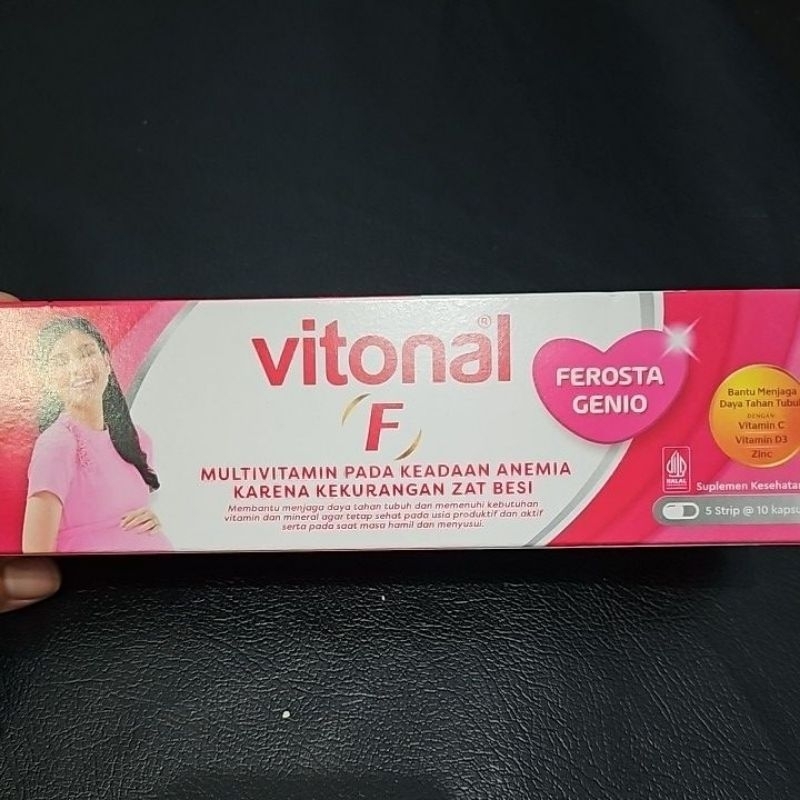 vitonal®
F
FEROSTA
GENIO
MULTIVITAMIN PADA KEADAAN ANEMIA
KARENA KEKURANGAN ZAT BESI
Membantu menjaga daya tahan tubuh dan memenuhi kebutuhan
vitamin dan mineral agar tetap sehat pada usia produktif dan aktif
serta pada saat masa hamil dan menyusui.
Bantu Menjaga
Daya Tahan Tubuh
DENGAN:
Vitamin C
Vitamin D3
Zinc
HALAL
Suplemen Kesehatan
5 Strip @ 10 kapsu